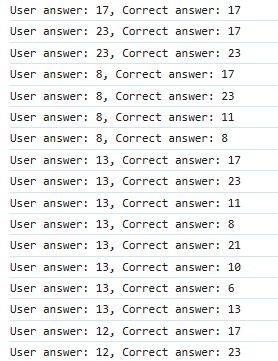 User answer: 17, Correct answer: 17
User answer: 23, Correct answer: 17
User answer: 23, Correct answer: 23
User answer: 8, Correct answer: 17
User answer: 8, Correct answer: 23
User answer: 8, Correct answer: 11
User answer: 8, Correct answer: 8
User answer: 13, Correct answer: 17
User answer: 13, Correct answer: 23
User answer: 13, Correct answer: 11
User answer: 13, Correct answer: 8
User answer: 13, Correct answer: 21
User answer: 13, Correct answer: 10
User answer: 13, Correct answer: 6
User answer: 13, Correct answer: 13
User answer: 12, Correct answer: 17
User answer: 12, Correct answer: 23